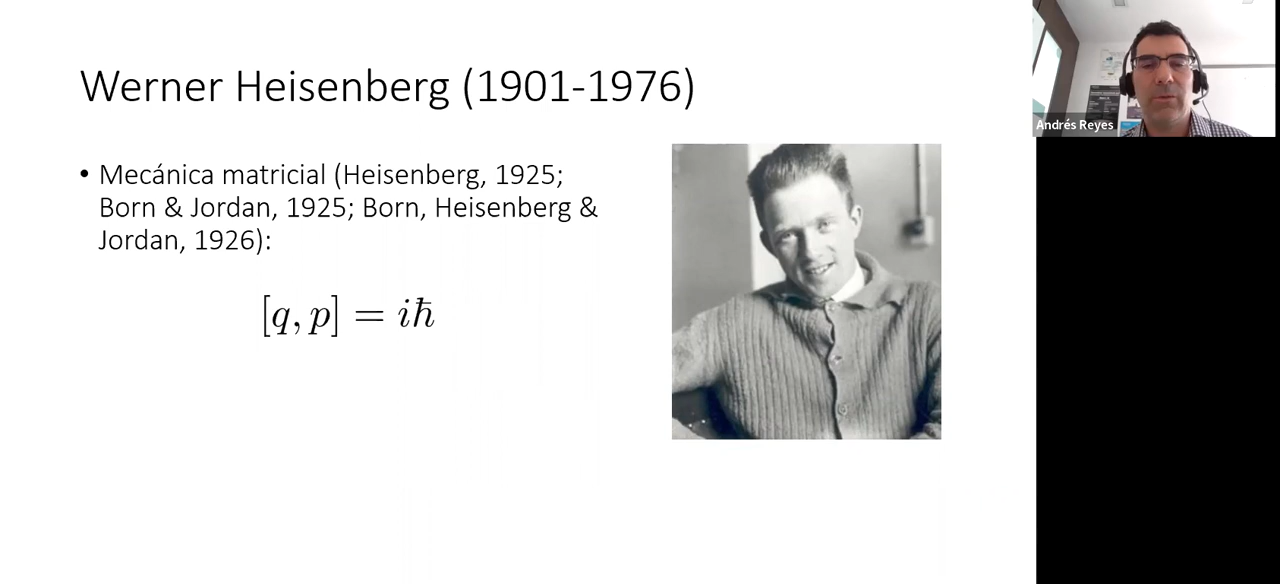 Werner Heisenberg (1901-1976)
• Mecánica matricial (Heisenberg, 1925;
Born & Jordan, 1925; Born, Heisenberg &
Jordan, 1926):
[q, p] = iħ
Andrés Reyes